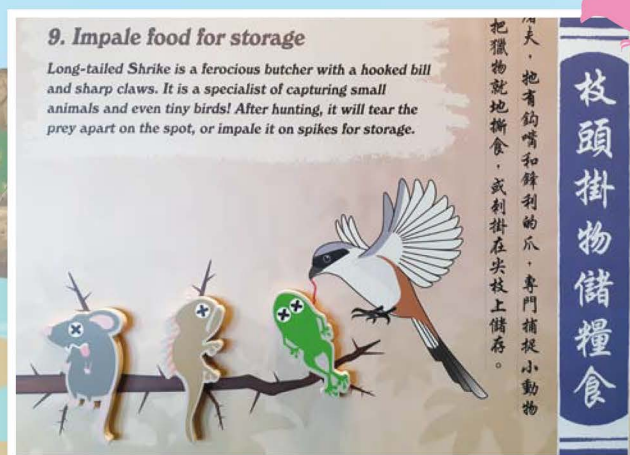 9. Impale food for storage
Long-tailed Shrike is a ferocious butcher with a hooked bill
and sharp claws. It is a specialist of capturing small
animals and even tiny birds! After hunting, it will tear the
prey apart on the spot, or impale it on spikes for storage.
枝頭掛物儲糧食
夫，牠有鈎嘴和鋒利的爪，專門捕捉小動物
把獵物就地撕食，或刺掛在尖枝上儲存。